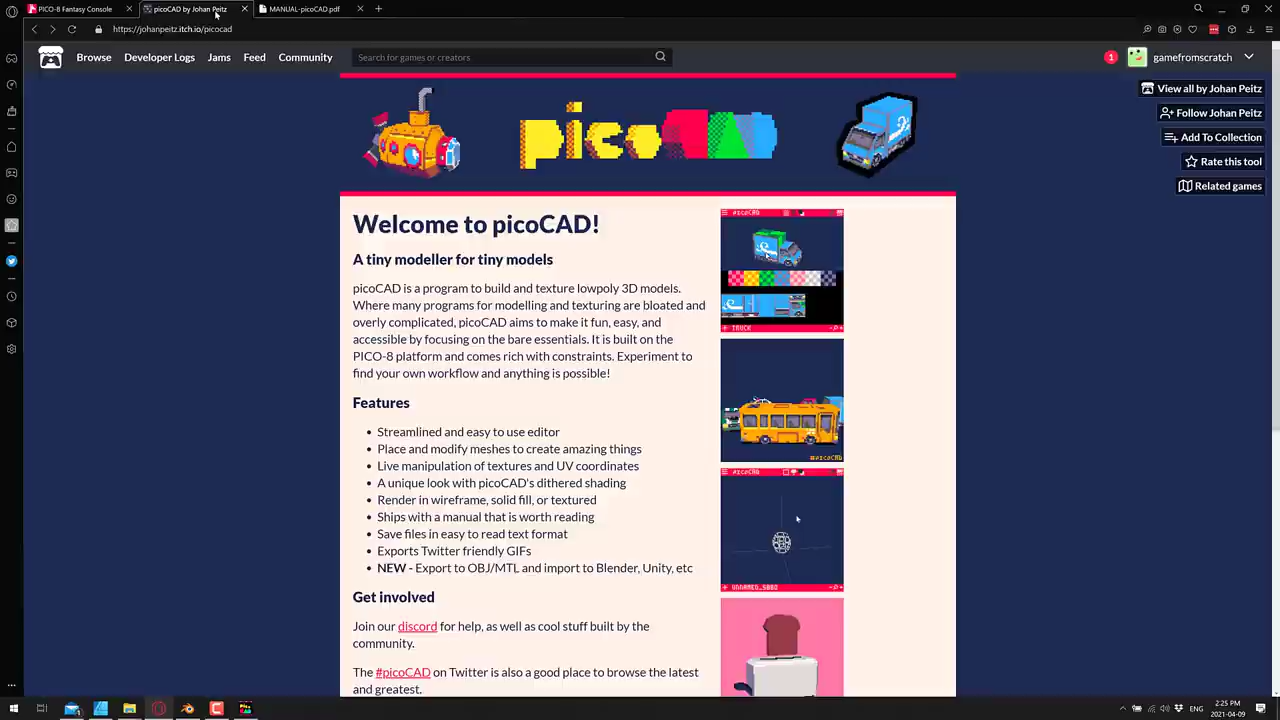 PICO-8 Fantasy Console
picoCAD by Johan Peitz
MANUAL-picoCAD.pdf
https://johanpeitz.itch.io/picocad
Browse
Developer Logs
Jams
Feed
Community
Search for games or creators
1
gamefromscratch
View all by Johan Peitz
Follow Johan Peitz
Add To Collection
Rate this tool
Related games
picoCAD
Welcome to picoCAD!
A tiny modeller for tiny models
picoCAD is a program to build and texture lowpoly 3D models.
Where many programs for modelling and texturing are bloated and
overly complicated, picoCAD aims to make it fun, easy, and
accessible by focusing on the bare essentials. It is built on the
PICO-8 platform and comes rich with constraints. Experiment to
find your own workflow and anything is possible!
Features
• Streamlined and easy to use editor
• Place and modify meshes to create amazing things
• Live manipulation of textures and UV coordinates
• A unique look with picoCAD's dithered shading
• Render in wireframe, solid fill, or textured
• Ships with a manual that is worth reading
• Save files in easy to read text format
• Exports Twitter friendly GIFs
• NEW - Export to OBJ/MTL and import to Blender, Unity, etc
Get involved
Join our discord for help, as well as cool stuff built by the
community.
The #picoCAD on Twitter is also a good place to browse the latest
and greatest.
#picoCAD
TRUCK
#picoCAD
#picoCAD
ENG
2:25 PM
2021-04-09